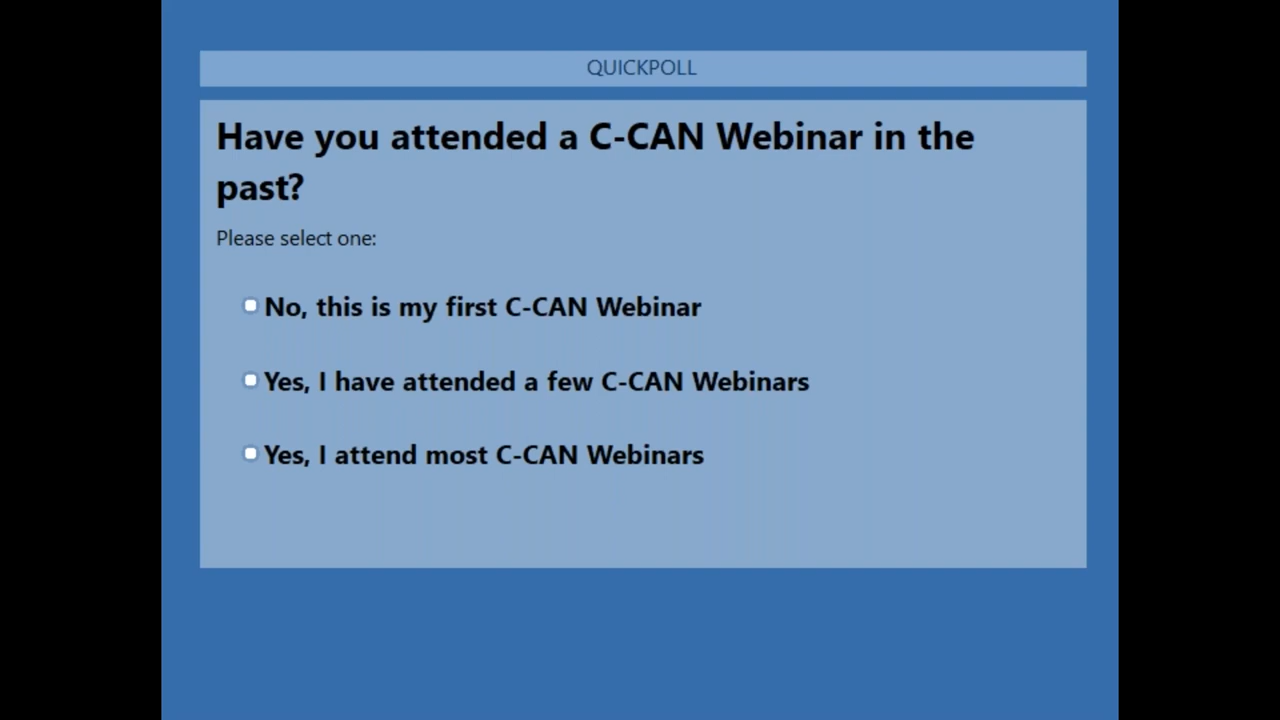 QUICKPOLL
Have you attended a C-CAN Webinar in the
past?
Please select one:
No, this is my first C-CAN Webinar
Yes, I have attended a few C-CAN Webinars
Yes, I attend most C-CAN Webinars